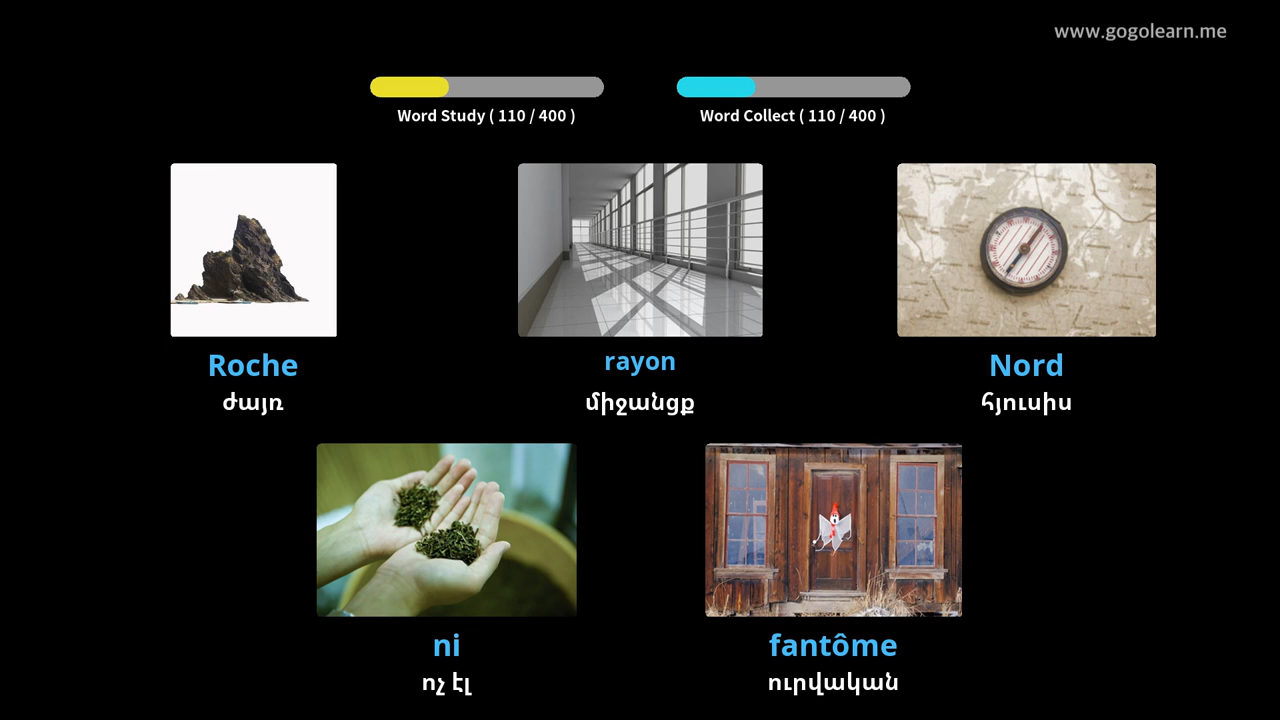 www.gogolearn.me
Word Study ( 110 / 400 )
Word Collect ( 110 / 400 )
Roche
ժայռ
rayon
միջանցք
Nord
հյուսիս
ni
ոչ էլ
fantôme
ուրվական